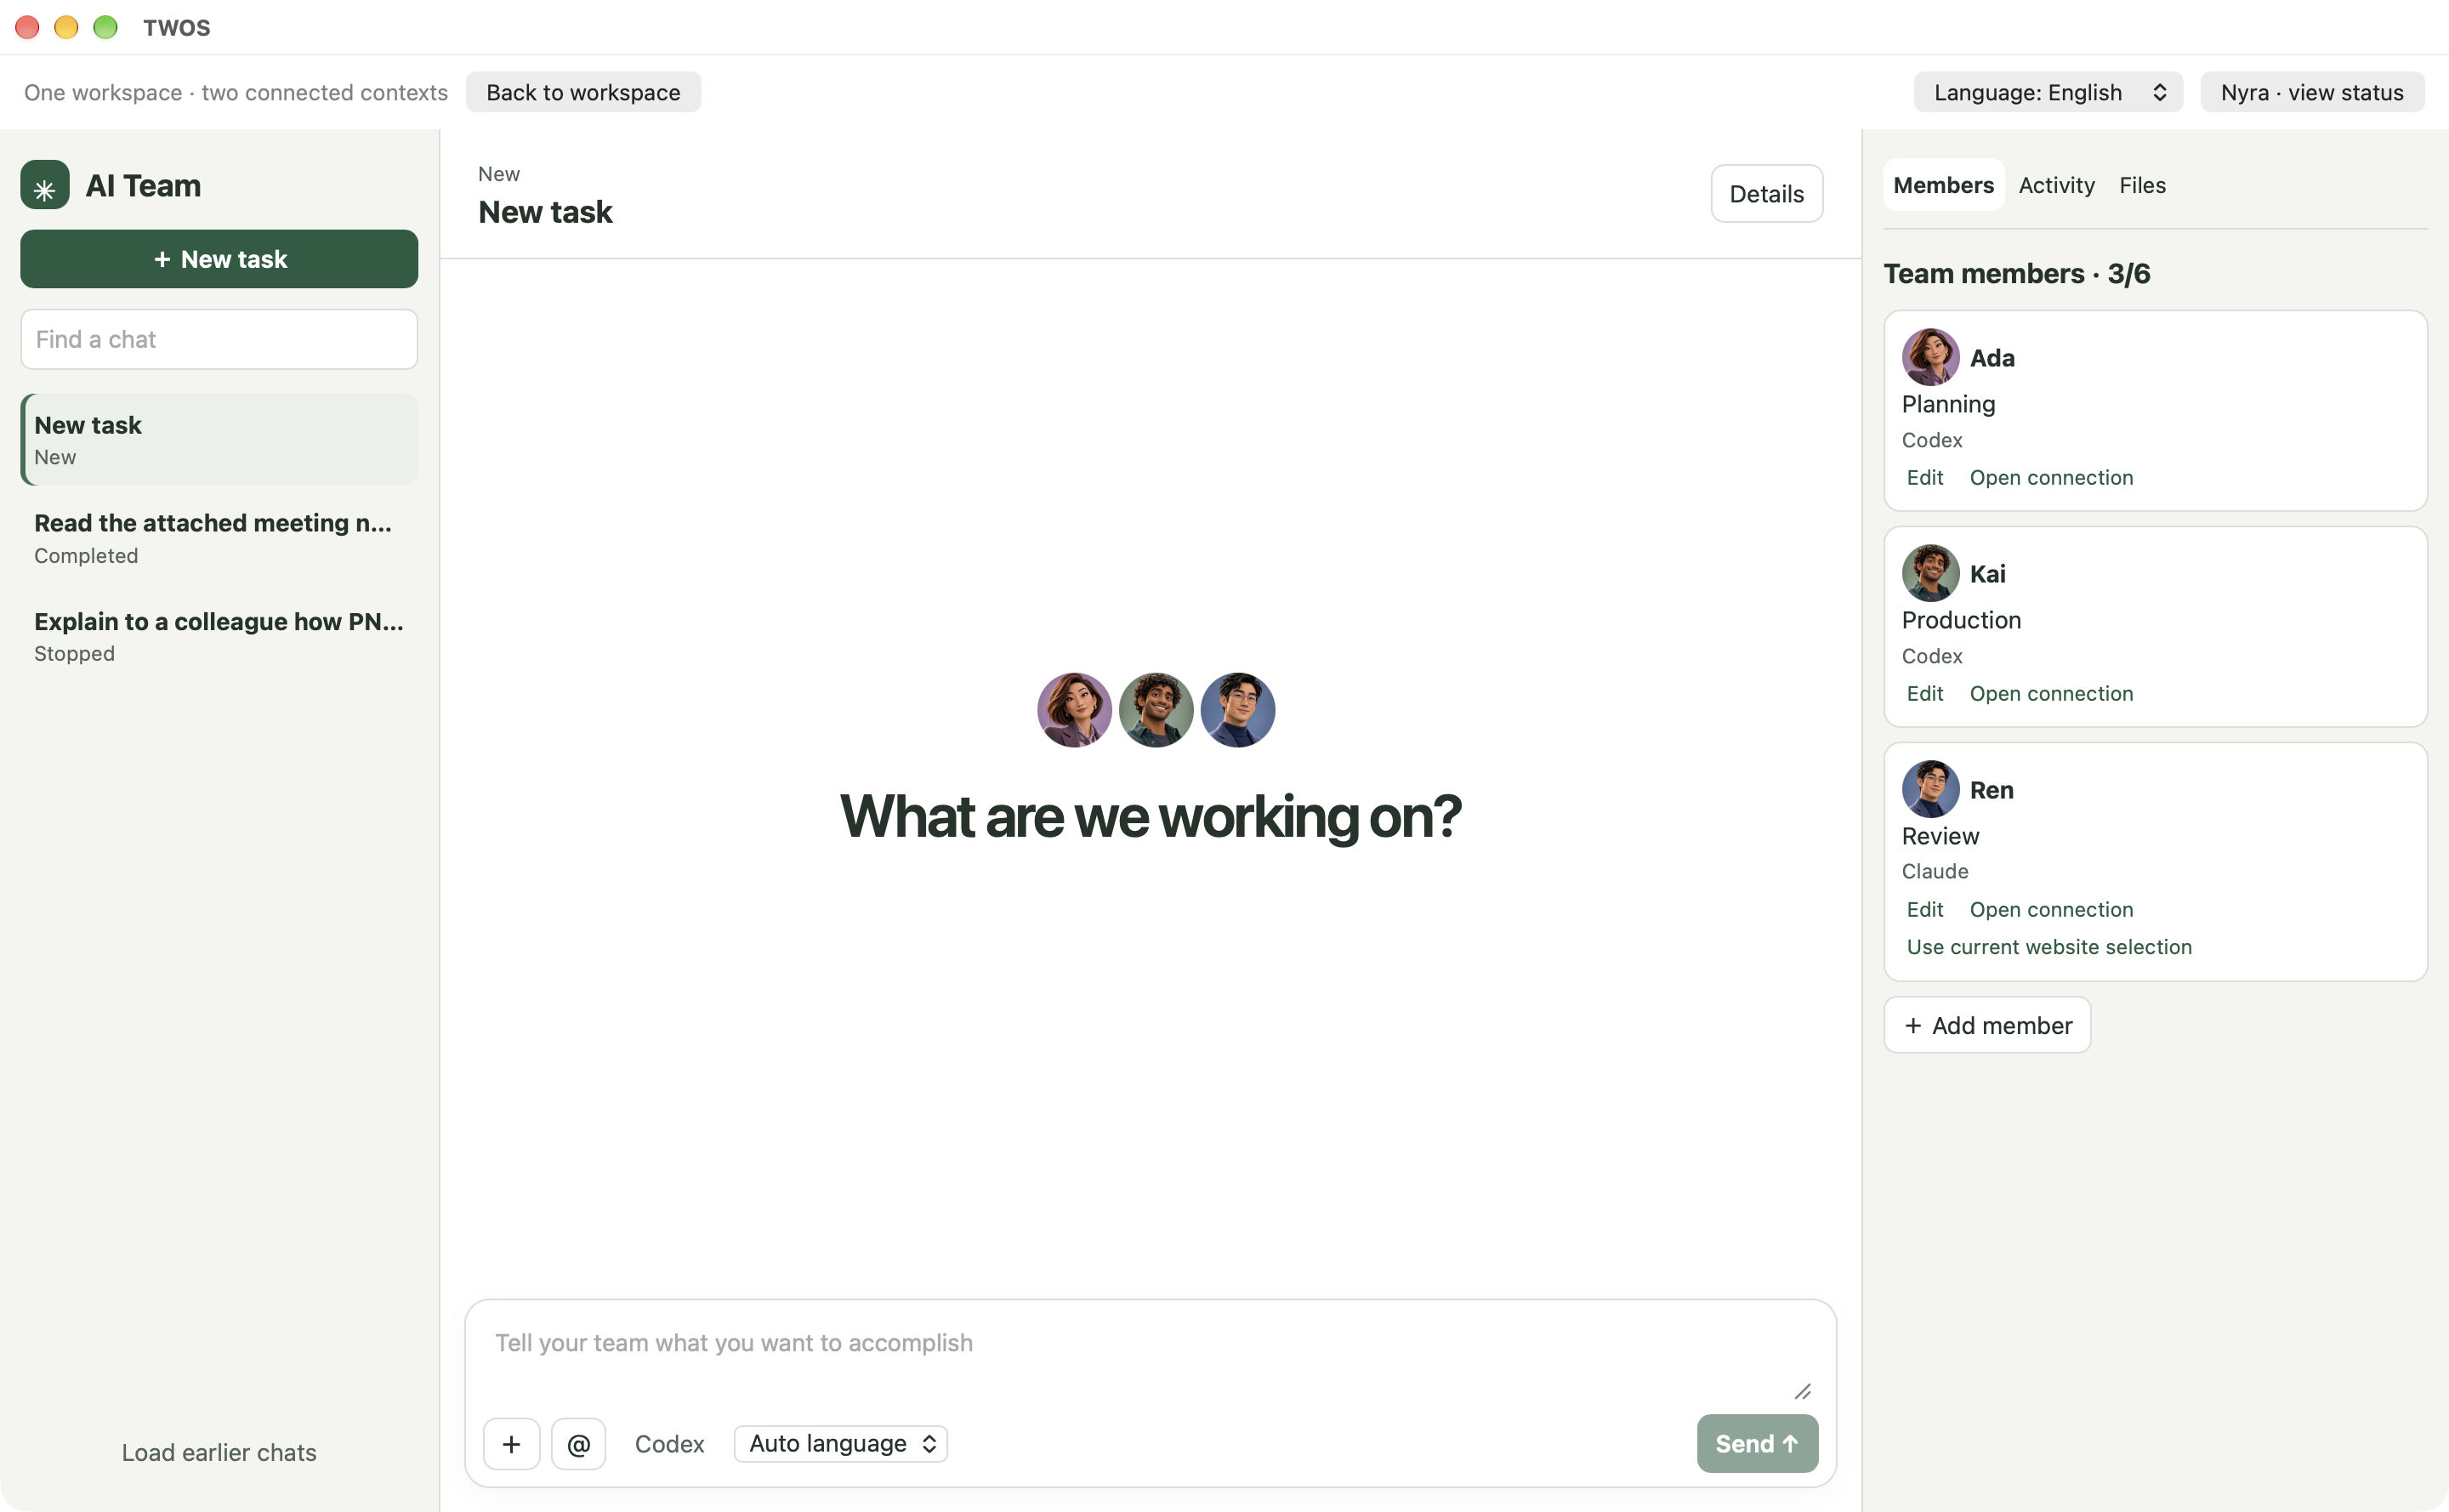 TWOS
One workspace · two connected contexts
Back to workspace
Language: English
Nyra · view status
AI Team
+ New task
Find a chat
New task
New
Read the attached meeting n...
Completed
Explain to a colleague how PN...
Stopped
Load earlier chats
New
New task
Details
What are we working on?
Tell your team what you want to accomplish
+
@
Codex
Auto language
Send ↑
Members
Activity
Files
Team members · 3/6
Ada
Planning
Codex
Edit
Open connection
Kai
Production
Codex
Edit
Open connection
Ren
Review
Claude
Edit
Open connection
Use current website selection
+ Add member